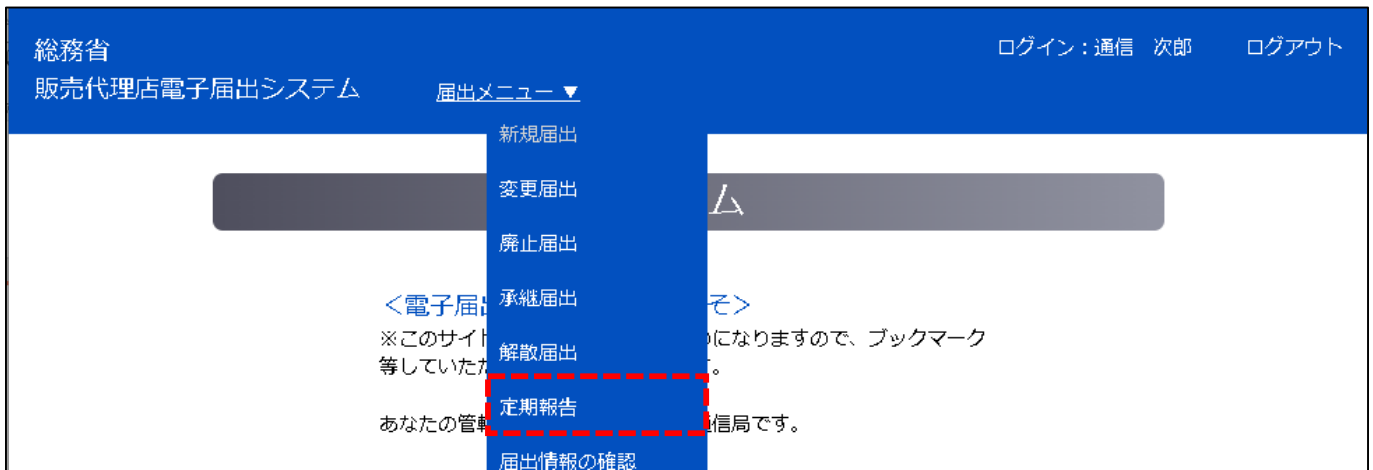 総務省
ログイン：通信 次郎 ログアウト
販売代理店電子届出システム 届出メニュー ▼
新規届出
変更届出
ム
廃止届出
承継届出
＜電子届 そ＞
※このサイト になりますので、ブックマーク
解散届出
等していただ 。
定期報告
あなたの管轄 信局です。
届出情報の確認